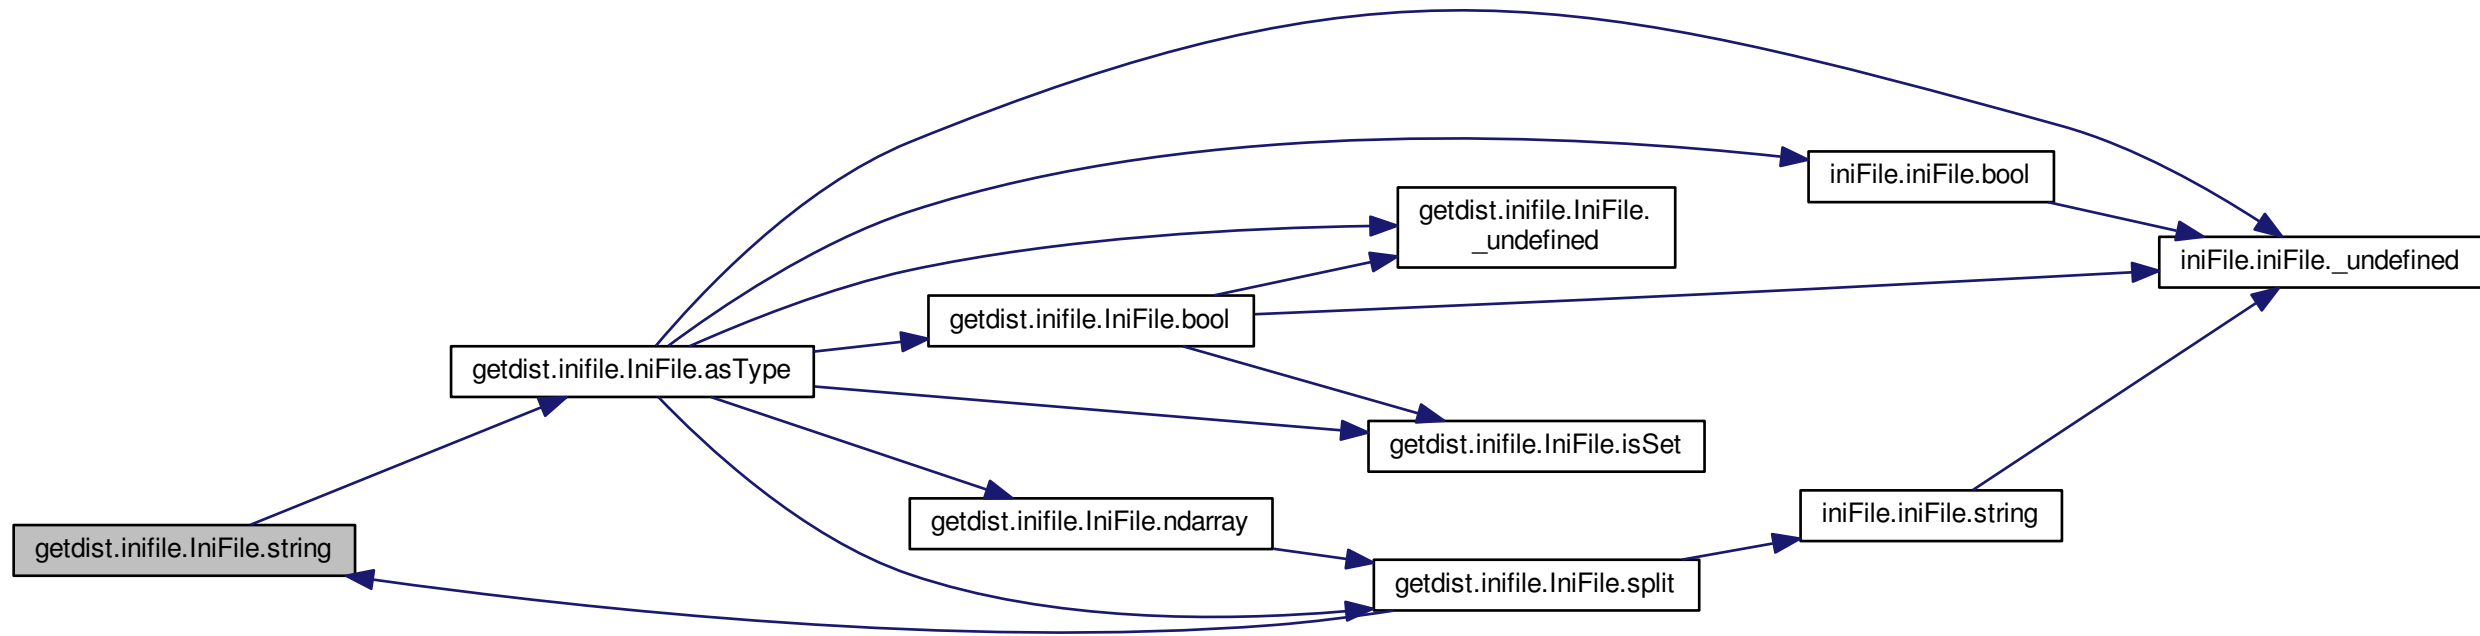 iniFile.iniFile.bool
getdist.inifile.IniFile.
_undefined
iniFile.iniFile._undefined
getdist.inifile.IniFile.bool
getdist.inifile.IniFile.asType
getdist.inifile.IniFile.isSet
iniFile.iniFile.string
getdist.inifile.IniFile.ndarray
getdist.inifile.IniFile.string
getdist.inifile.IniFile.split